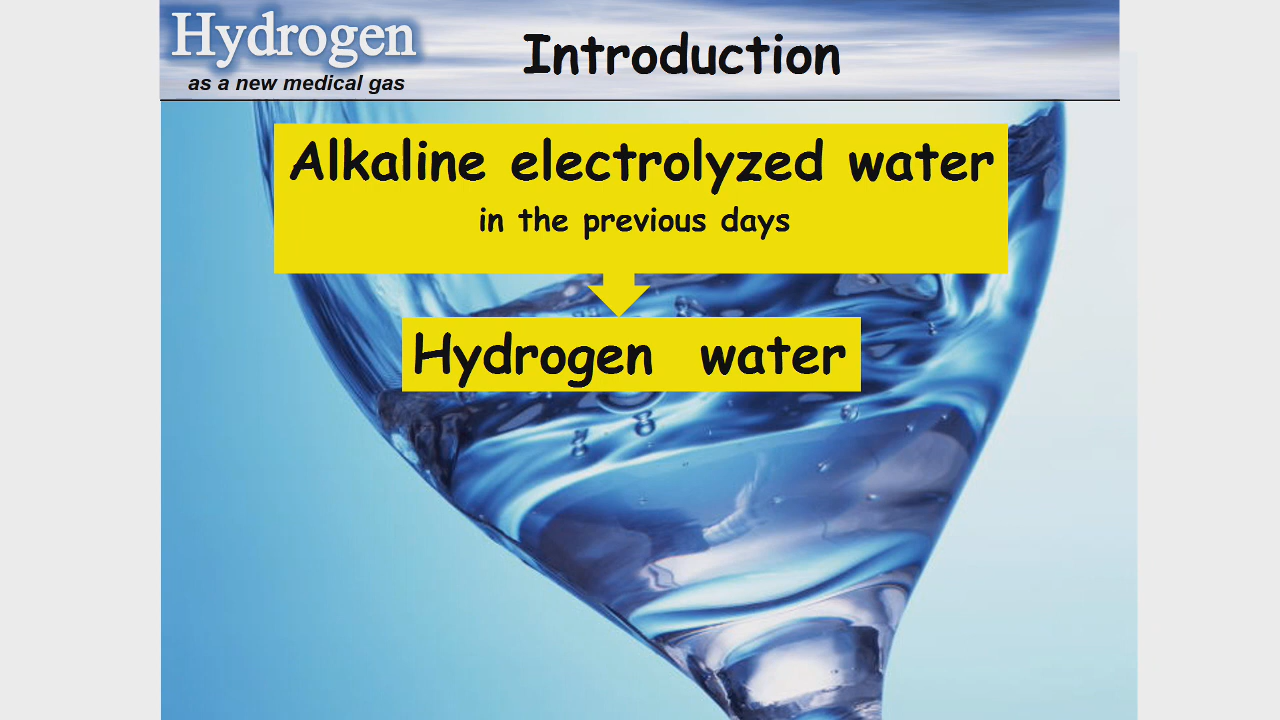 Hydrogen
as a new medical gas
Introduction
Alkaline electrolyzed water
in the previous days
Hydrogen water